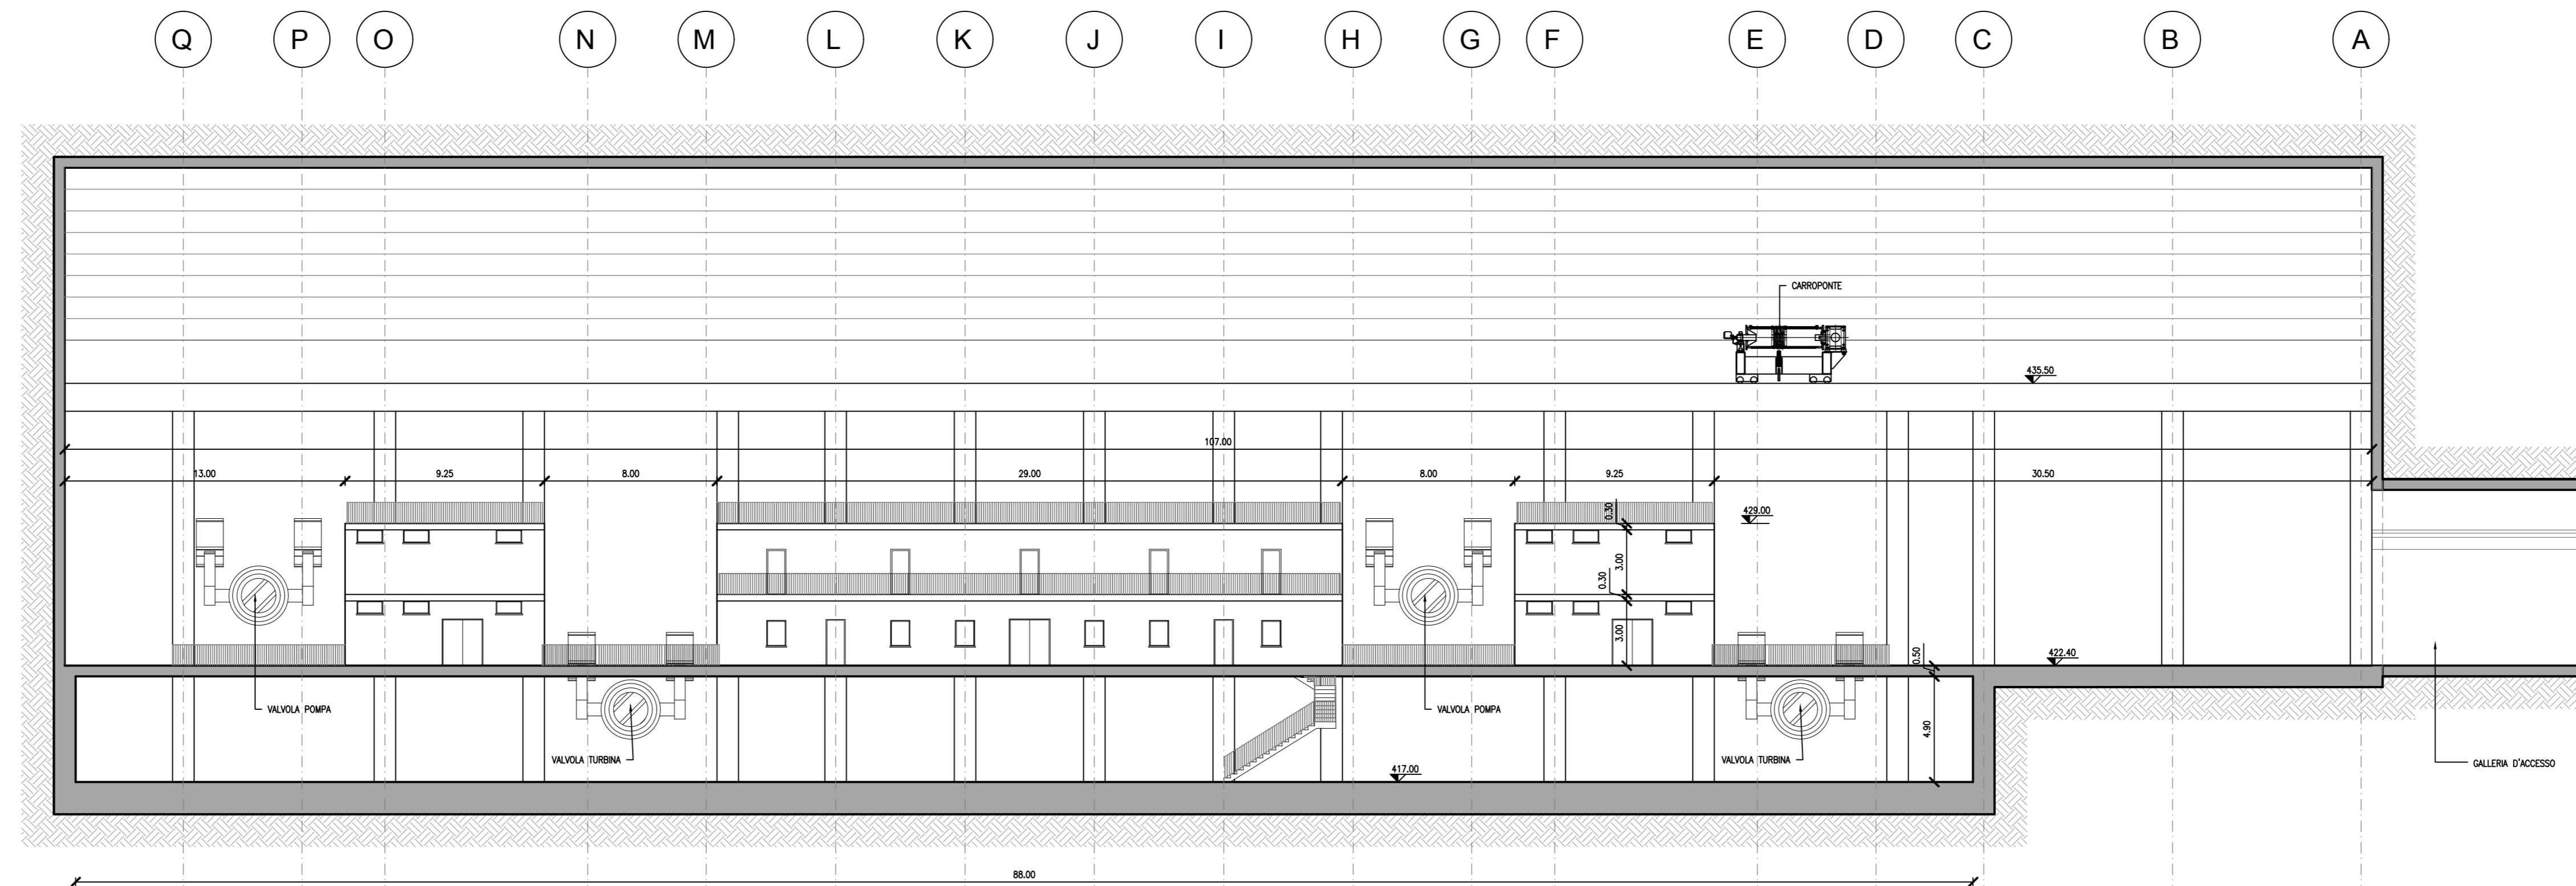 Q P O N M L K J I H G F E D C B A
CARROPONTE
435.50
107.00
13.00 9.25 8.00 29.00 8.00 9.25 30.50
0.30
429.00
3.00
0.30
3.00
422.40
0.50
VALVOLA POMPA
VALVOLA POMPA
4.90
VALVOLA TURBINA
VALVOLA TURBINA
GALLERIA D'ACCESSO
417.00
88.00